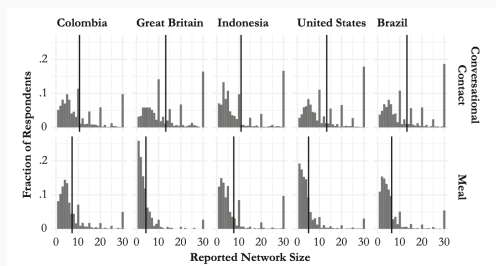 Colombia Great Britain Indonesia United States Brazil
.2
.1
0
Conversational
Contact
.2
.1
0
Meal
0 10 20 30 0 10 20 30 0 10 20 30 0 10 20 30 0 10 20 30
Fraction of Respondents
Reported Network Size